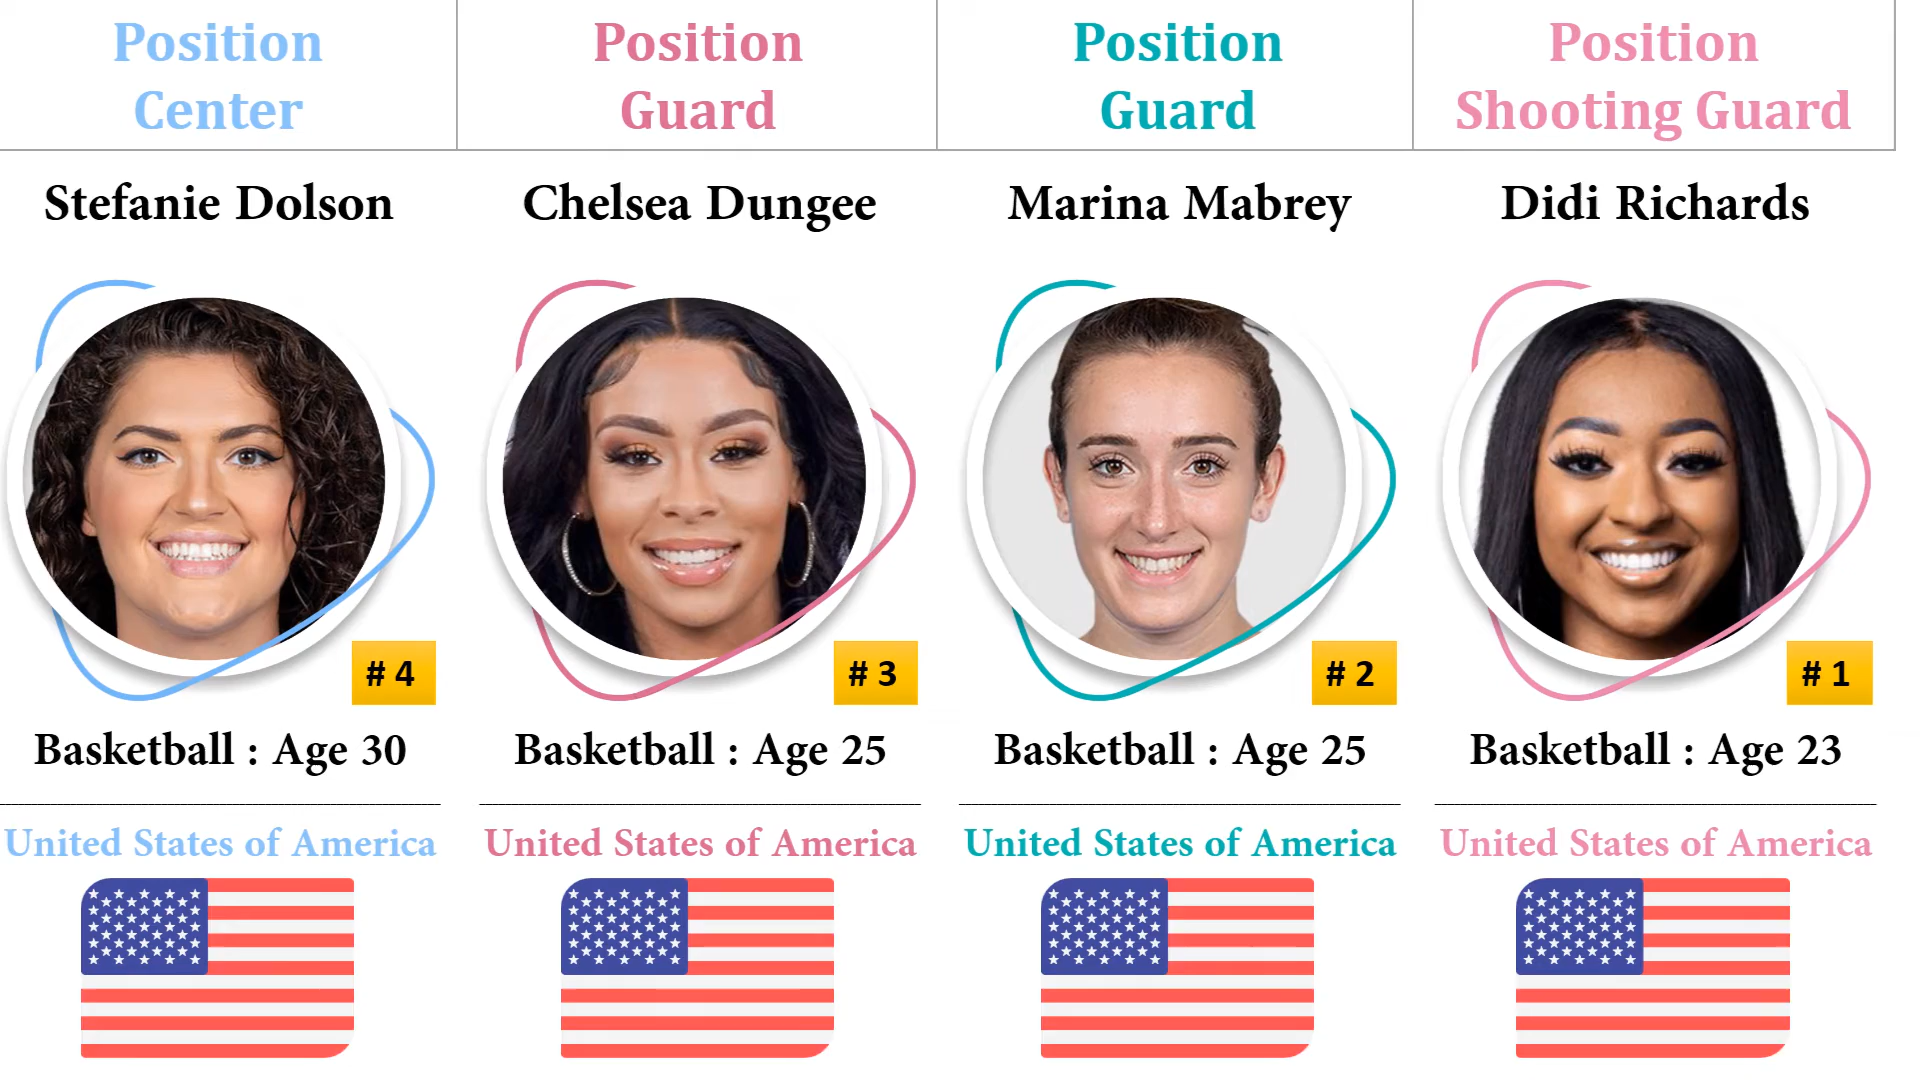 Position
Center
Stefanie Dolson
# 4
Basketball : Age 30
United States of America
Position
Guard
Chelsea Dungee
# 3
Basketball : Age 25
United States of America
Position
Guard
Marina Mabrey
# 2
Basketball : Age 25
United States of America
Position
Shooting Guard
Didi Richards
# 1
Basketball : Age 23
United States of America